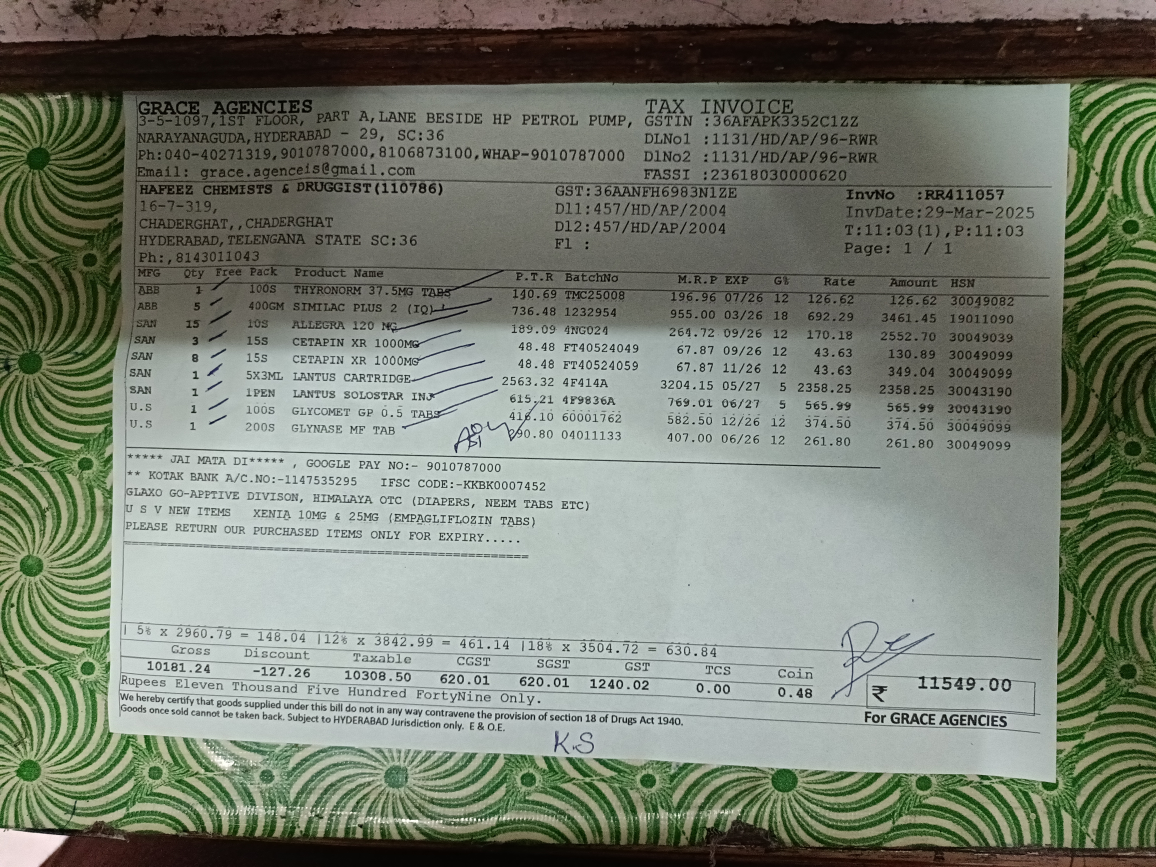 GRACE AGENCIES
3-5-1097,1ST FLOOR, PART A,LANE BESIDE HP PETROL PUMP,
NARAYANAGUDA,HYDERABAD - 29, SC:36
Ph:040-40271319,9010787000,8106873100,WHAP-9010787000
Email: grace.agenceis@gmail.com
TAX INVOICE
GSTIN :36AFAPK3352C1ZZ
DLNo1 :1131/HD/AP/96-RWR
DlNo2 :1131/HD/AP/96-RWR
FASSI :23618030000620
HAFEEZ CHEMISTS & DRUGGIST(110786)
16-7-319,
CHADERGHAT,,CHADERGHAT
HYDERABAD,TELENGANA STATE SC:36
Ph:,8143011043
GST:36AANFH6983N1ZE
Dl1:457/HD/AP/2004
Dl2:457/HD/AP/2004
Fl :
InvNo :RR411057
InvDate:29-Mar-2025
T:11:03(1),P:11:03
Page: 1 / 1
MFG Qty Free Pack Product Name P.T.R BatchNo M.R.P EXP G% Rate Amount HSN
ABB 1 100S THYRONORM 37.5MG TABS 140.69 TMC25008 196.96 07/26 12 126.62 126.62 30049082
ABB 5 400GM SIMILAC PLUS 2 (IQ) 736.48 1232954 955.00 03/26 18 692.29 3461.45 19011090
SAN 15 10S ALLEGRA 120 MG 189.09 4NG024 264.72 09/26 12 170.18 2552.70 30049039
SAN 3 15S CETAPIN XR 1000MG 48.48 FT40524049 67.87 09/26 12 43.63 130.89 30049099
SAN 8 15S CETAPIN XR 1000MG 48.48 FT40524059 67.87 11/26 12 43.63 349.04 30049099
SAN 1 5X3ML LANTUS CARTRIDGE 2563.32 4F414A 3204.15 05/27 5 2358.25 2358.25 30043190
SAN 1 1PEN LANTUS SOLOSTAR INJ 615.21 4F9836A 769.01 06/27 5 565.99 565.99 30043190
U.S 1 100S GLYCOMET GP 0.5 TABS 416.10 60001762 582.50 12/26 12 374.50 374.50 30049099
U.S 1 200S GLYNASE MF TAB 290.80 04011133 407.00 06/26 12 261.80 261.80 30049099
***** JAI MATA DI***** , GOOGLE PAY NO:- 9010787000
** KOTAK BANK A/C.NO:-1147535295 IFSC CODE:-KKBK0007452
GLAXO GO-APPTIVE DIVISON, HIMALAYA OTC (DIAPERS, NEEM TABS ETC)
U S V NEW ITEMS XENIA 10MG & 25MG (EMPAGLIFLOZIN TABS)
PLEASE RETURN OUR PURCHASED ITEMS ONLY FOR EXPIRY.....
| 5% x 2960.79 = 148.04 |12% x 3842.99 = 461.14 |18% x 3504.72 = 630.84
Gross Discount Taxable CGST SGST GST TCS Coin
10181.24 -127.26 10308.50 620.01 620.01 1240.02 0.00 0.48
₹ 11549.00
Rupees Eleven Thousand Five Hundred FortyNine Only.
We hereby certify that goods supplied under this bill do not in any way contravene the provision of section 18 of Drugs Act 1940.
Goods once sold cannot be taken back. Subject to HYDERABAD Jurisdiction only. E & O.E.
For GRACE AGENCIES
K.S